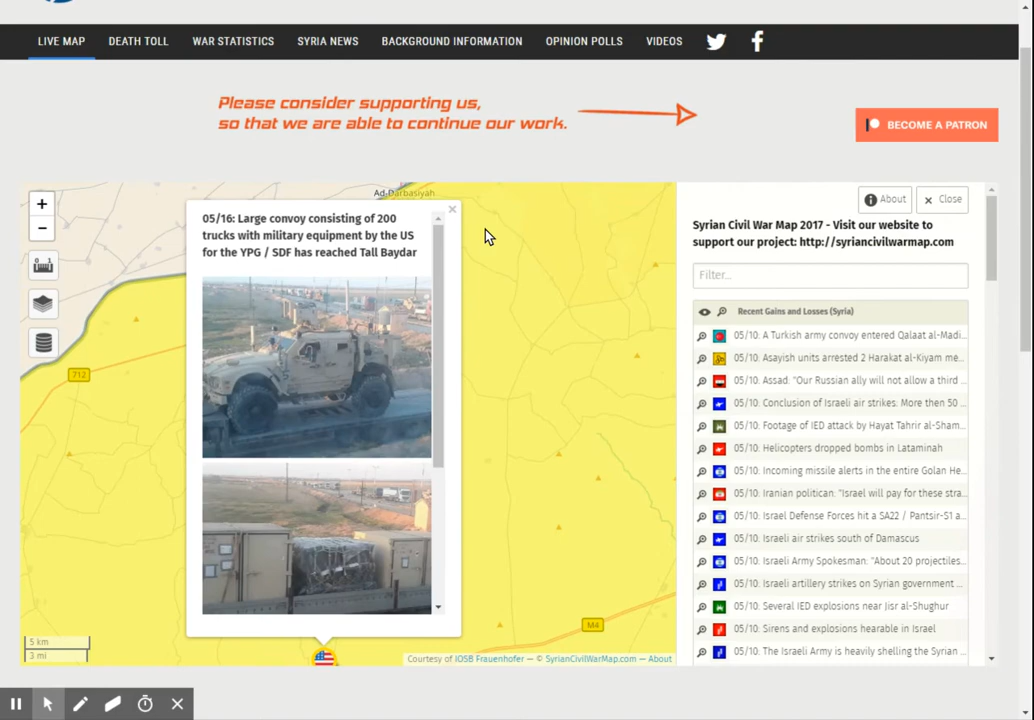 LIVE MAP DEATH TOLL WAR STATISTICS SYRIA NEWS BACKGROUND INFORMATION OPINION POLLS VIDEOS
Please consider supporting us,
so that we are able to continue our work.
BECOME A PATRON
Ad-Darbasiyah
+
−
712
05/16: Large convoy consisting of 200
trucks with military equipment by the US
for the YPG / SDF has reached Tall Baydar
M4
5 km
3 mi
Courtesy of IOSB Frauenhofer — © SyrianCivilWarMap.com — About
About
× Close
Syrian Civil War Map 2017 - Visit our website to
support our project: http://syriancivilwarmap.com
Filter...
Recent Gains and Losses (Syria)
05/10: A Turkish army convoy entered Qalaat al-Madi...
05/10: Asayish units arrested 2 Harakat al-Kiyam me...
05/10: Assad: "Our Russian ally will not allow a third ...
05/10: Conclusion of Israeli air strikes: More then 50 ...
05/10: Footage of IED attack by Hayat Tahrir al-Sham...
05/10: Helicopters dropped bombs in Lataminah
05/10: Incoming missile alerts in the entire Golan He...
05/10: Iranian politican: "Israel will pay for these stra...
05/10: Israel Defense Forces hit a SA22 / Pantsir-S1 a...
05/10: Israeli air strikes south of Damascus
05/10: Israeli Army Spokesman: "About 20 projectiles...
05/10: Israeli artillery strikes on Syrian government ...
05/10: Several IED explosions near Jisr al-Shughur
05/10: Sirens and explosions hearable in Israel
05/10: The Israeli Army is heavily shelling the Syrian ...